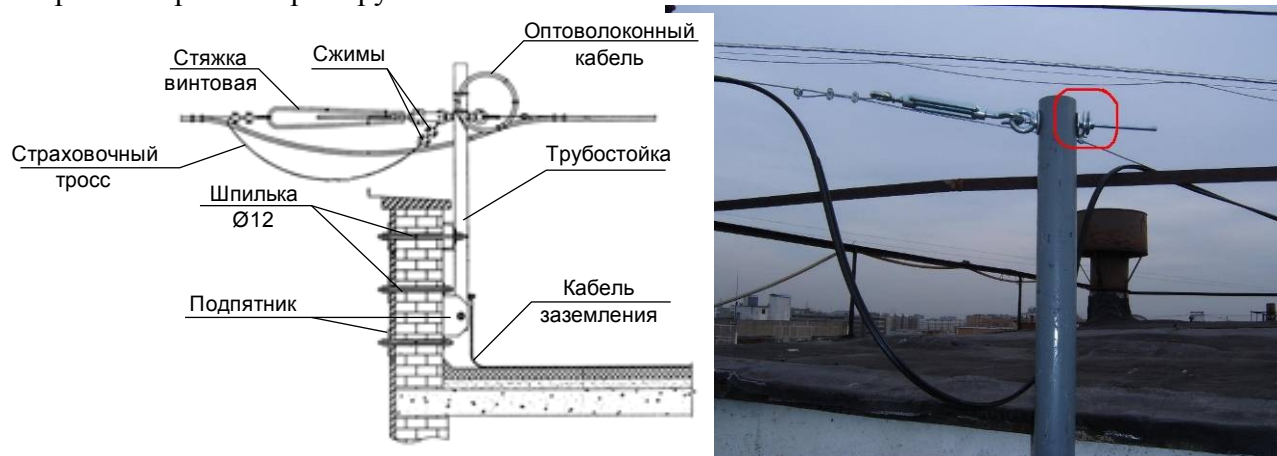 Оптоволоконный
кабель
Стяжка
винтовая
Сжимы
Страховочный
тросс
Трубостойка
Шпилька
Ø12
Подпятник
Кабель
заземления